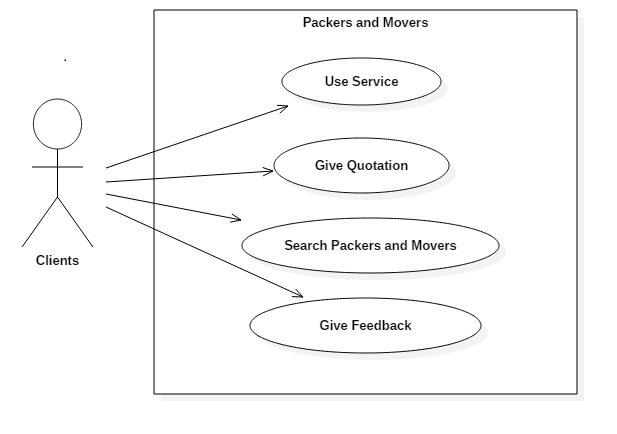 Packers and Movers
Use Service
Give Quotation
Search Packers and Movers
Clients
Give Feedback